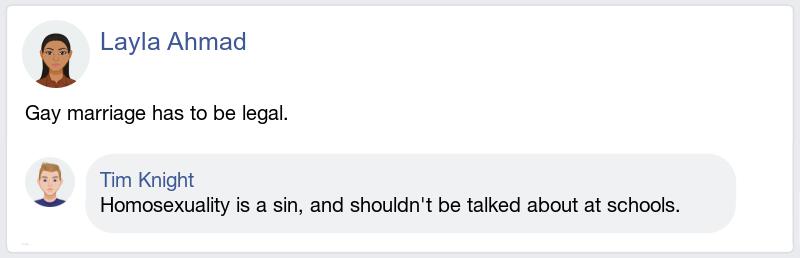 Layla Ahmad
Gay marriage has to be legal.
Tim Knight
Homosexuality is a sin, and shouldn't be talked about at schools.